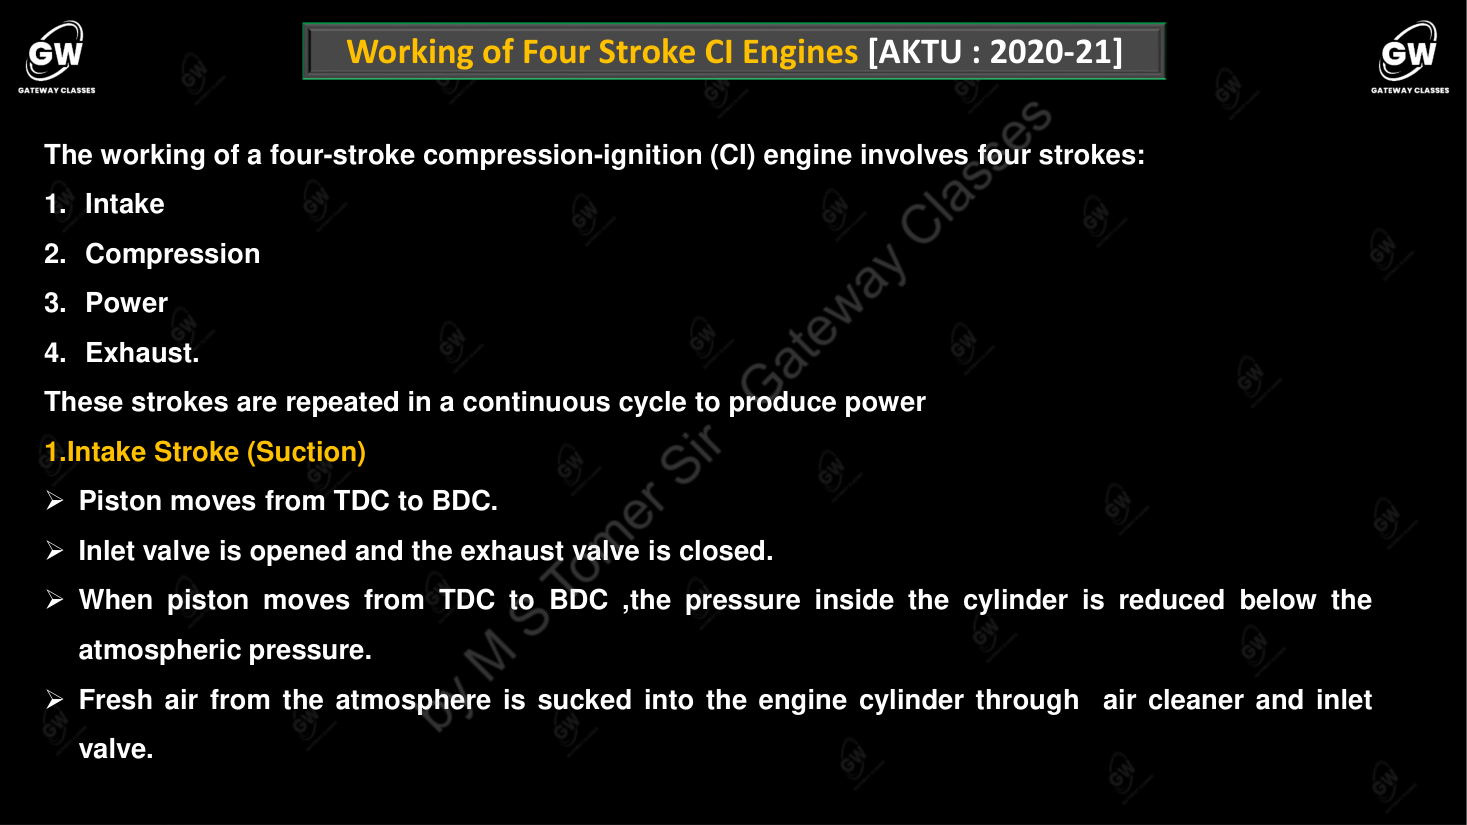 GW
GATEWAY CLASSES
Working of Four Stroke CI Engines [AKTU : 2020-21]
GW
GATEWAY CLASSES
The working of a four-stroke compression-ignition (CI) engine involves four strokes:
1. Intake
2. Compression
3. Power
4. Exhaust.
These strokes are repeated in a continuous cycle to produce power
1.Intake Stroke (Suction)
➢ Piston moves from TDC to BDC.
➢ Inlet valve is opened and the exhaust valve is closed.
➢ When piston moves from TDC to BDC ,the pressure inside the cylinder is reduced below the
atmospheric pressure.
➢ Fresh air from the atmosphere is sucked into the engine cylinder through air cleaner and inlet
valve.
by M S Tomer Sir Gateway Classes